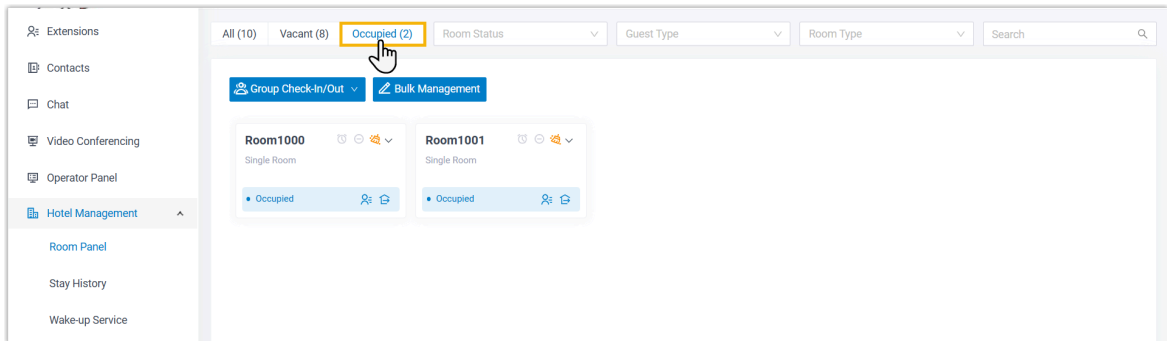 Extensions
Contacts
Chat
Video Conferencing
Operator Panel
Hotel Management
Room Panel
Stay History
Wake-up Service
All (10) Vacant (8) Occupied (2) Room Status Guest Type Room Type Search
Group Check-In/Out Bulk Management
Room1000 Room1001
Single Room Single Room
Occupied Occupied